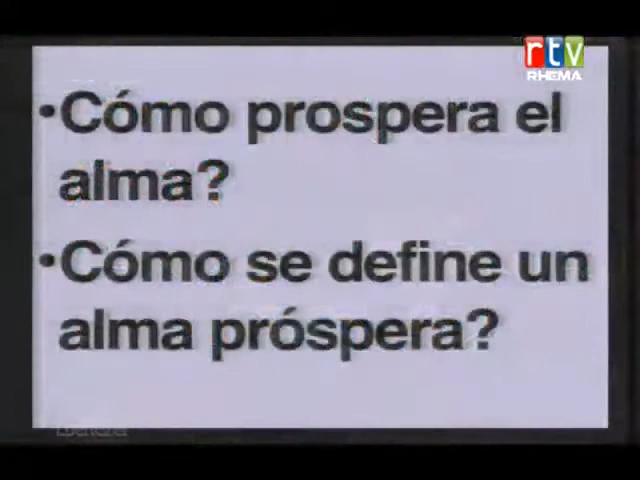 rtv
RHEMA
•Cómo prospera el
alma?
•Cómo se define un
alma próspera?